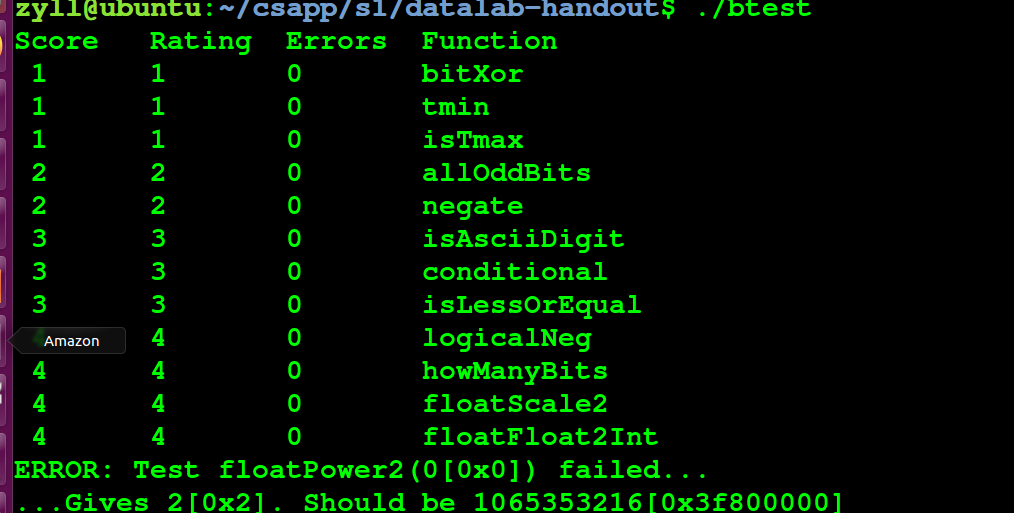 zyll@ubuntu:~/csapp/sl/datalab-handout$ ./btest
Score Rating Errors Function
1 1 0 bitXor
1 1 0 tmin
1 1 0 isTmax
2 2 0 allOddBits
2 2 0 negate
3 3 0 isAsciiDigit
3 3 0 conditional
3 3 0 isLessOrEqual
Amazon 4 0 logicalNeg
4 4 0 howManyBits
4 4 0 floatScale2
4 4 0 floatFloat2Int
ERROR: Test floatPower2(0[0x0]) failed...
...Gives 2[0x2]. Should be 1065353216[0x3f800000]